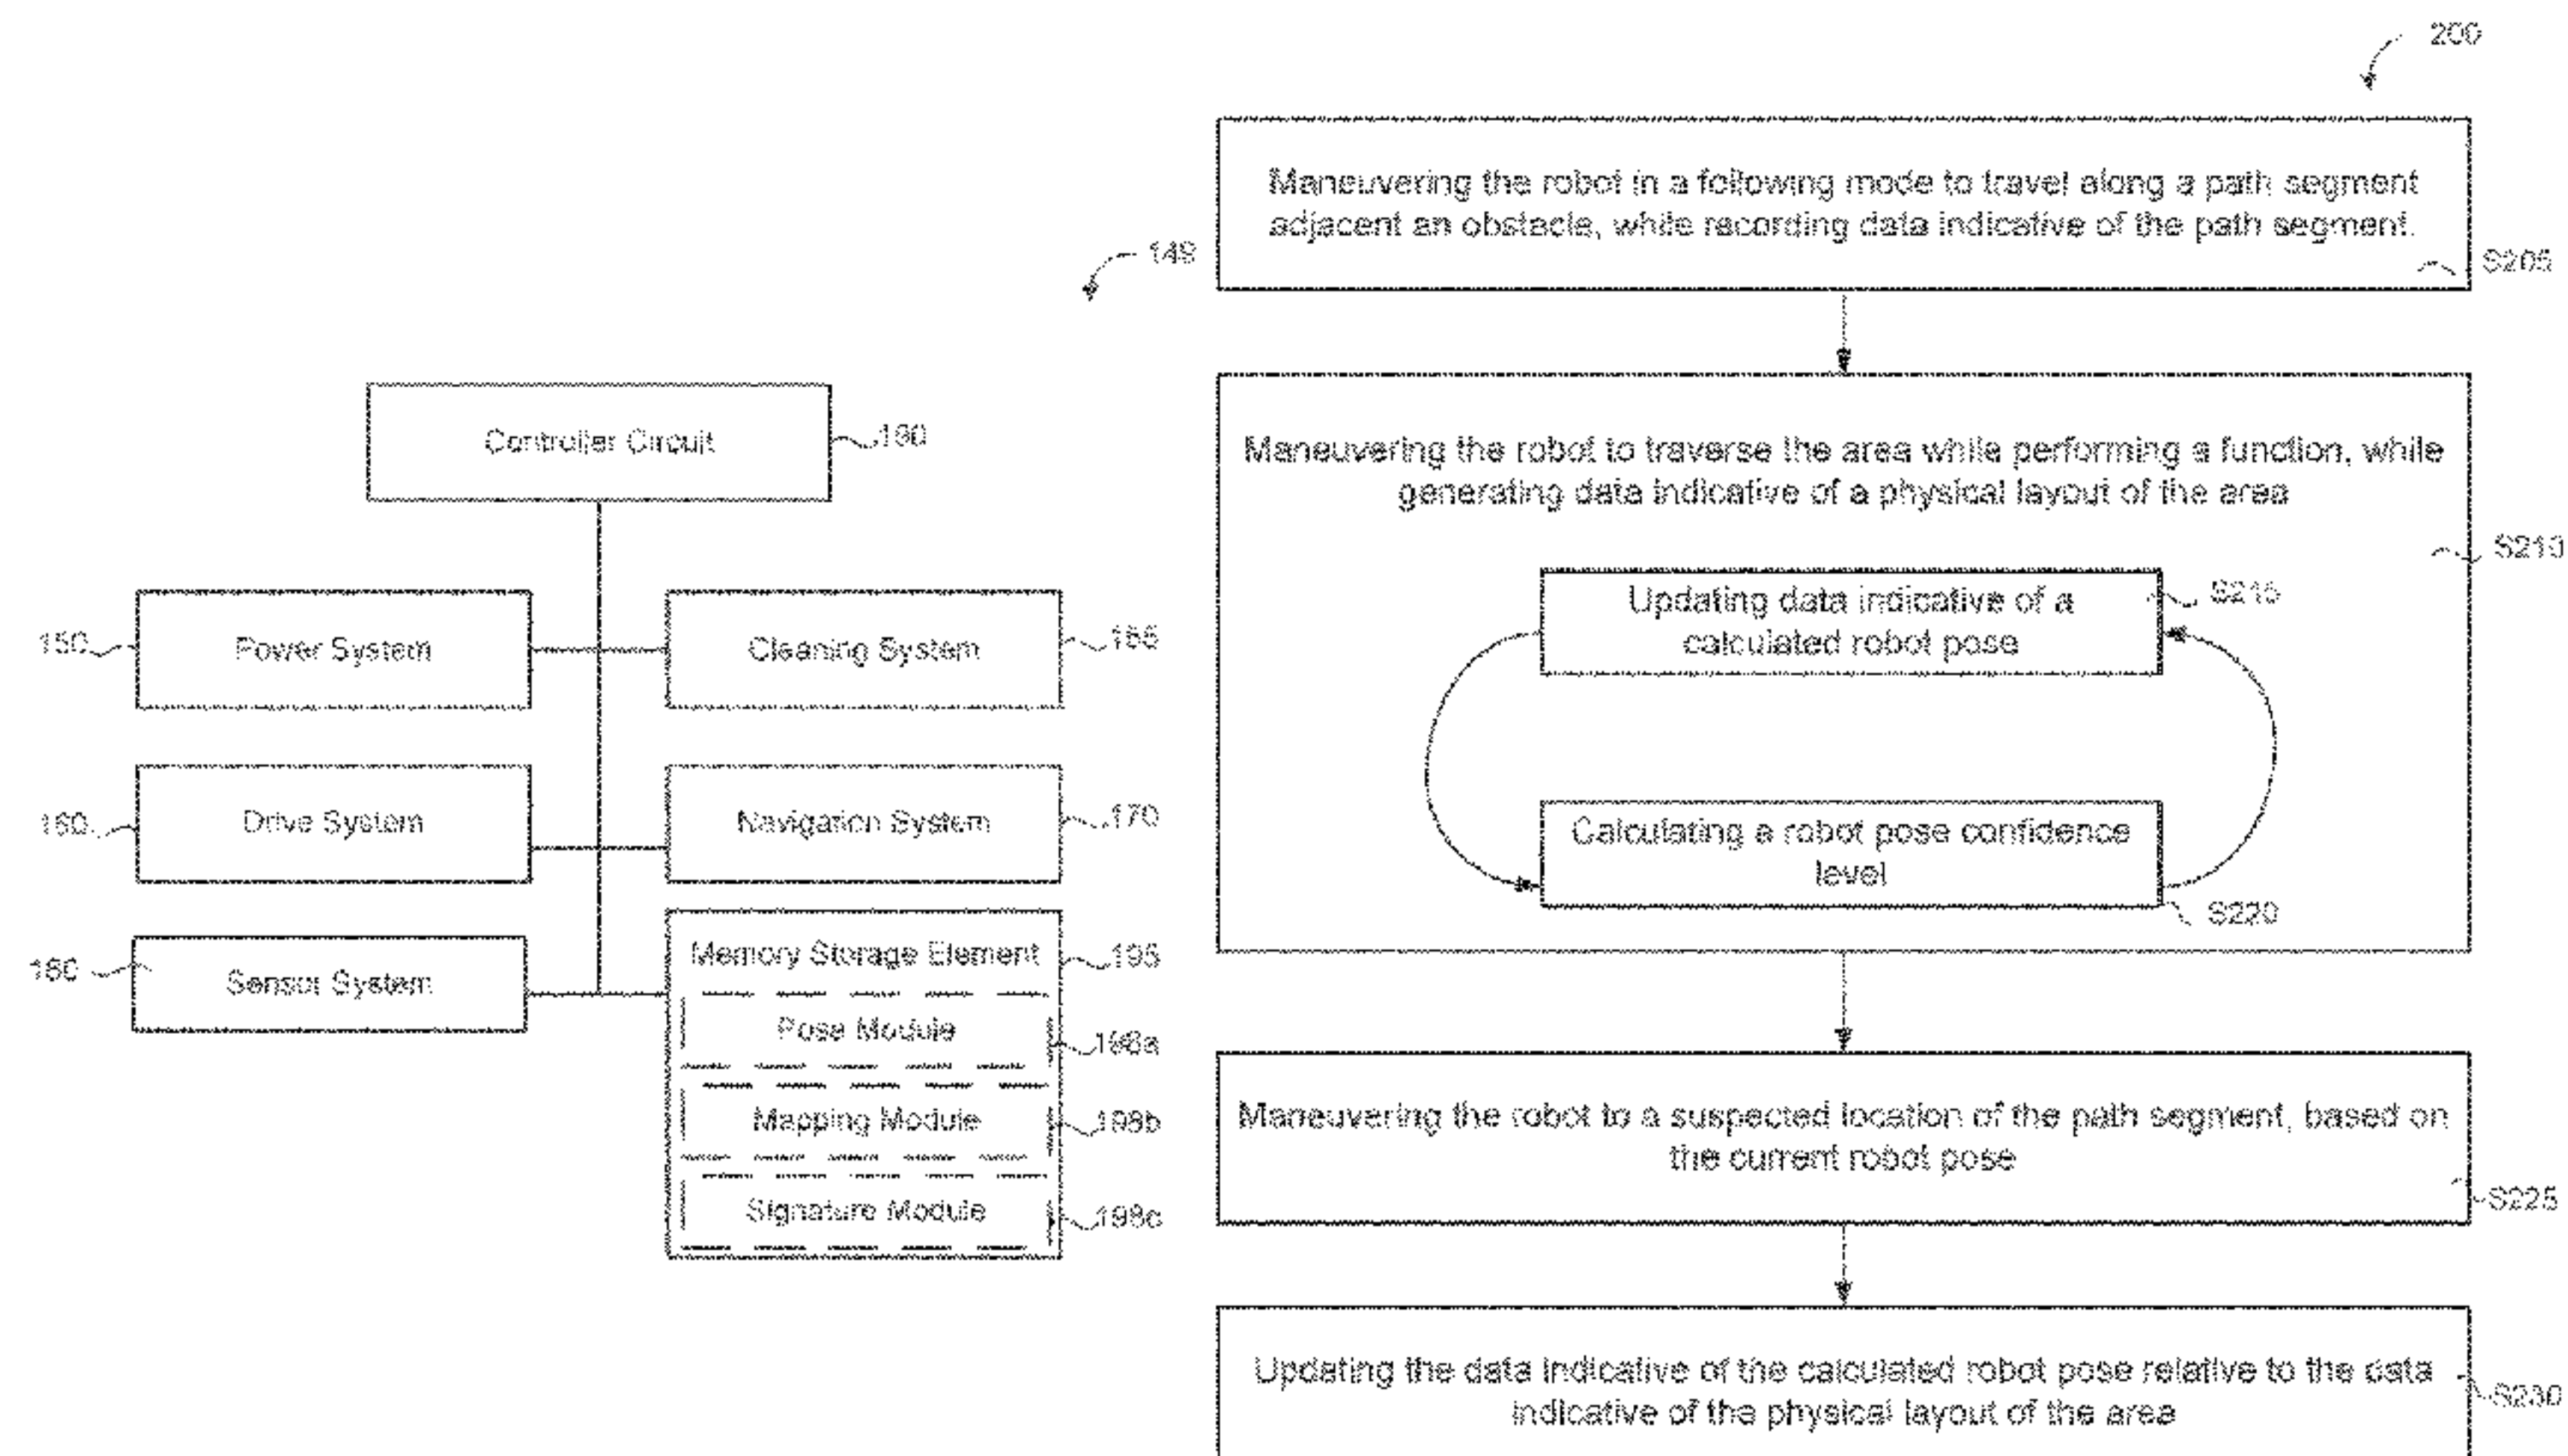 200
Maneuvering the robot in a following mode to travel along a path segment
adjacent an obstacle, while recording data indicative of the path segment.
S205
149
Controller Circuit
190
Power System
150
Cleaning System
Drive System
160
Navigation System
170
Sensor System
Memory Storage Element
195
Pose Module
198a
Mapping Module
198b
Signature Module
198c
Maneuvering the robot to traverse the area while performing a function, while
generating data indicative of a physical layout of the area
S210
Updating data indicative of a
calculated robot pose
S215
Calculating a robot pose confidence
level
S220
Maneuvering the robot to a suspected location of the path segment, based on
the current robot pose
S225
Updating the data indicative of the calculated robot pose relative to the data
indicative of the physical layout of the area
S230